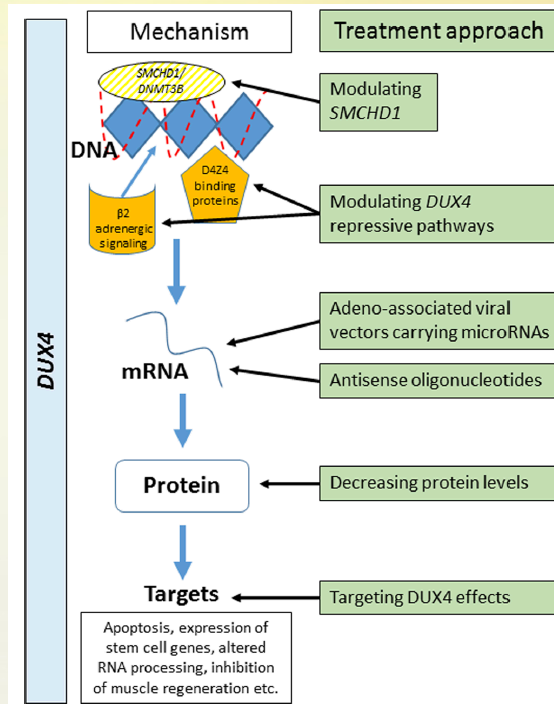 Mechanism
Treatment approach
SMCHD1/
DNMT3B
Modulating
SMCHD1
DNA
D4Z4
binding
proteins
β2
adrenergic
signaling
Modulating DUX4
repressive pathways
Adeno-associated viral
vectors carrying microRNAs
mRNA
Antisense oligonucleotides
DUX4
Protein
Decreasing protein levels
Targets
Targeting DUX4 effects
Apoptosis, expression of
stem cell genes, altered
RNA processing, inhibition
of muscle regeneration etc.